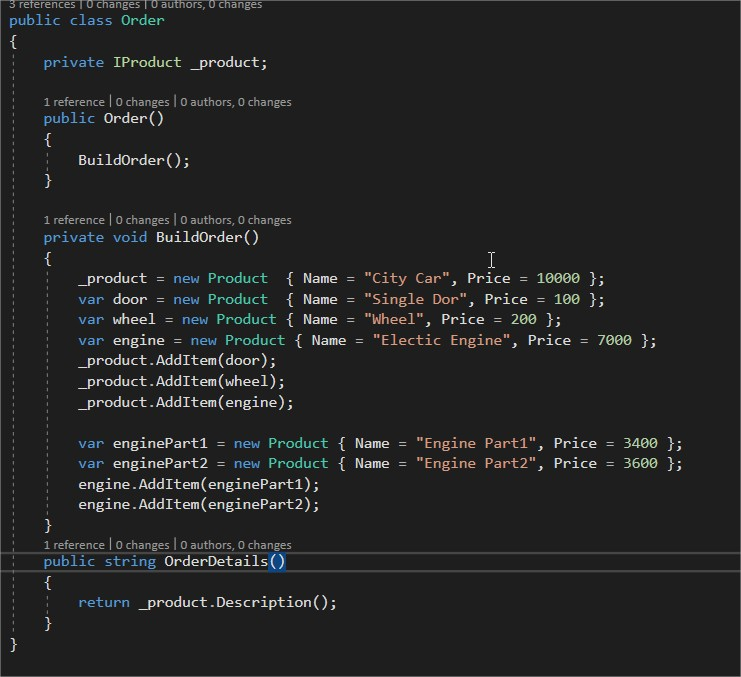 3 references | 0 changes | 0 authors, 0 changes
public class Order
{
private IProduct _product;
1 reference | 0 changes | 0 authors, 0 changes
public Order()
{
BuildOrder();
}
1 reference | 0 changes | 0 authors, 0 changes
private void BuildOrder()
{
_product = new Product  { Name = "City Car", Price = 10000 };
var door = new Product  { Name = "Single Dor", Price = 100 };
var wheel = new Product { Name = "Wheel", Price = 200 };
var engine = new Product { Name = "Electic Engine", Price = 7000 };
_product.AddItem(door);
_product.AddItem(wheel);
_product.AddItem(engine);
var enginePart1 = new Product { Name = "Engine Part1", Price = 3400 };
var enginePart2 = new Product { Name = "Engine Part2", Price = 3600 };
engine.AddItem(enginePart1);
engine.AddItem(enginePart2);
}
1 reference | 0 changes | 0 authors, 0 changes
public string OrderDetails()
{
return _product.Description();
}
}